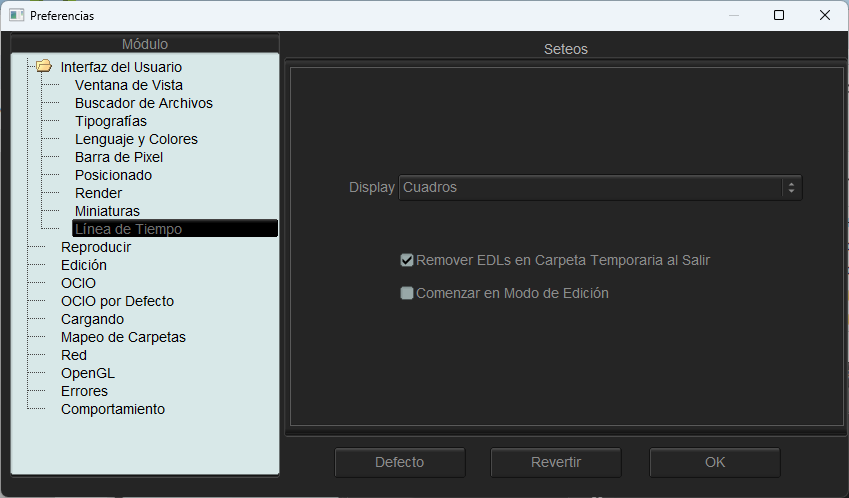 Preferencias
Módulo
Interfaz del Usuario
Ventana de Vista
Buscador de Archivos
Tipografías
Lenguaje y Colores
Barra de Pixel
Posicionado
Render
Miniaturas
Línea de Tiempo
Reproducir
Edición
OCIO
OCIO por Defecto
Cargando
Mapeo de Carpetas
Red
OpenGL
Errores
Comportamiento
Seteos
Display Cuadros
Remover EDLs en Carpeta Temporaria al Salir
Comenzar en Modo de Edición
Defecto Revertir OK